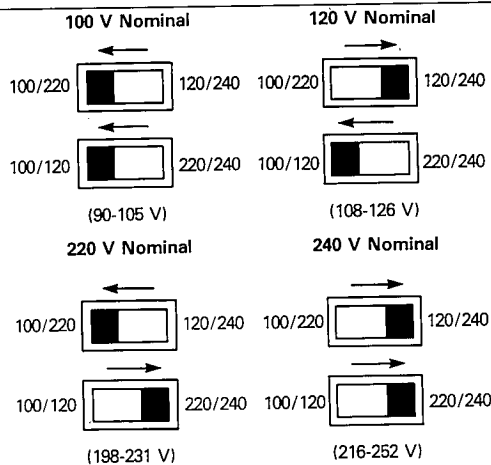 100 V Nominal
100/220 120/240
100/120 220/240
(90-105 V)
120 V Nominal
100/220 120/240
100/120 220/240
(108-126 V)
220 V Nominal
100/220 120/240
100/120 220/240
(198-231 V)
240 V Nominal
100/220 120/240
100/120 220/240
(216-252 V)